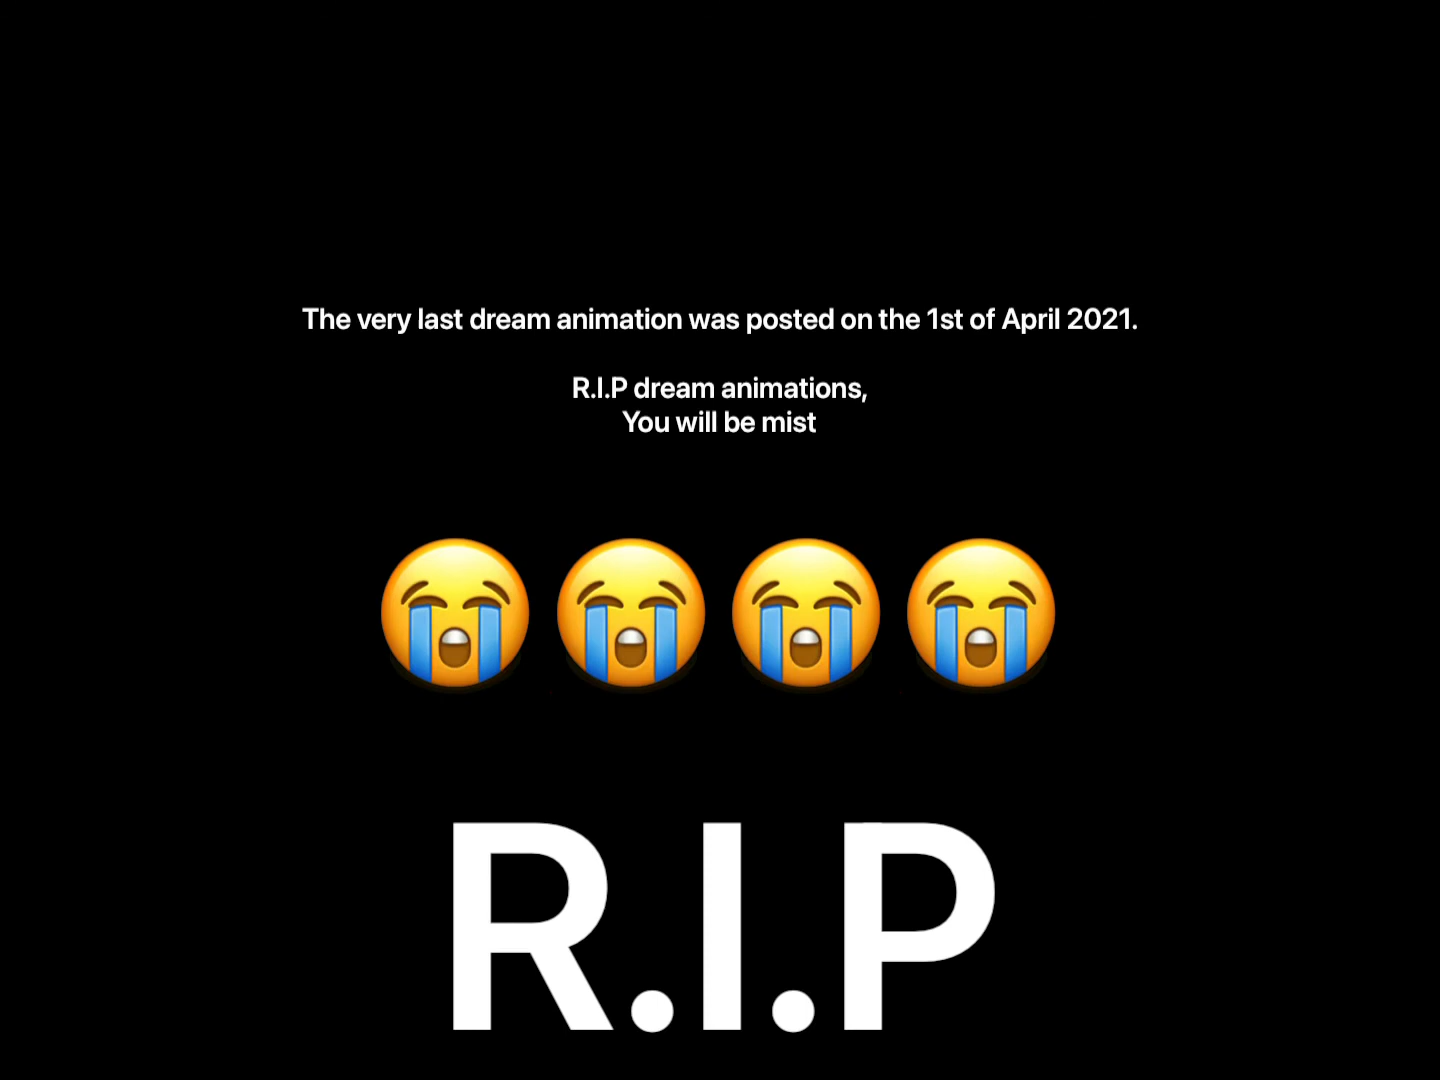 The very last dream animation was posted on the 1st of April 2021.
R.I.P dream animations,
You will be mist
😭😭😭😭
R.I.P